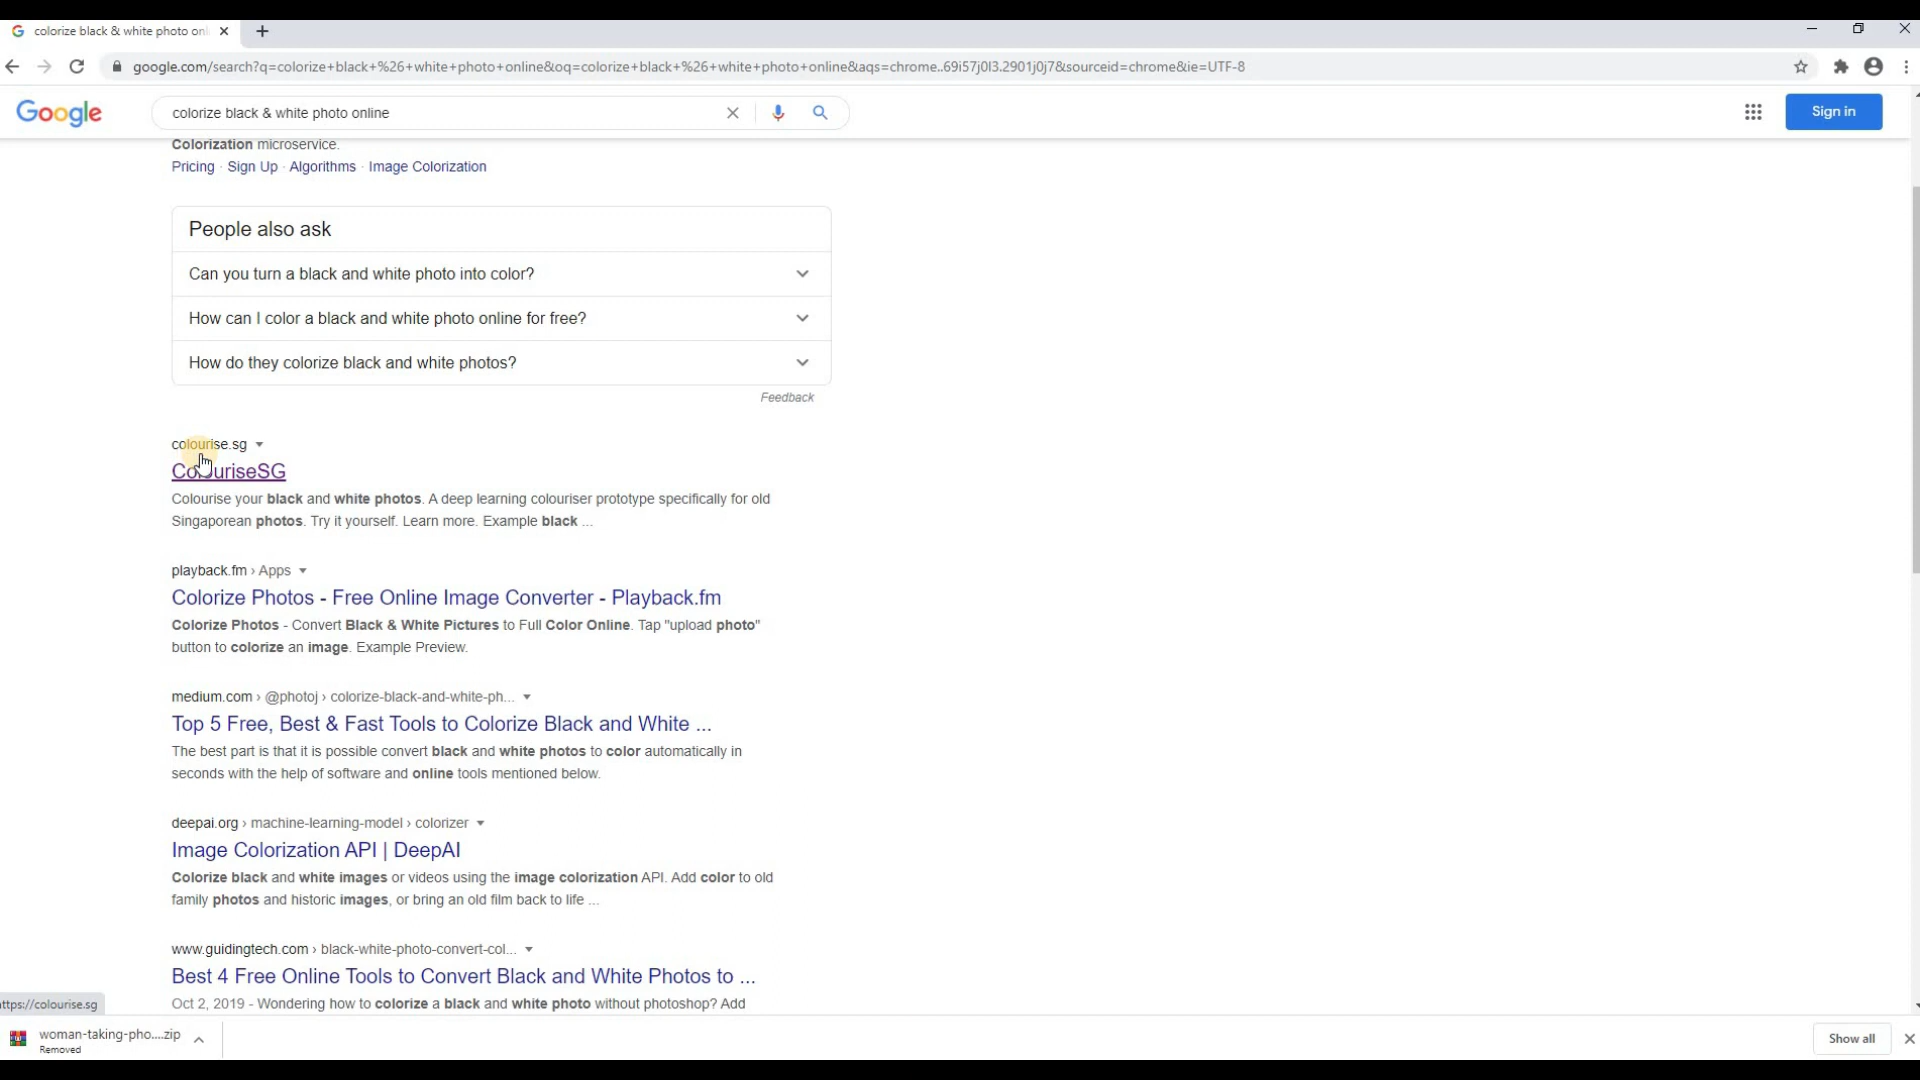 colorize black & white photo onl
google.com/search?q=colorize+black+%26+white+photo+online&oq=colorize+black+%26+white+photo+online&aqs=chrome..69i57j0l3.2901j0j7&sourceid=chrome&ie=UTF-8
Google
colorize black & white photo online
Sign in
Colorization microservice.
Pricing · Sign Up · Algorithms · Image Colorization
People also ask
Can you turn a black and white photo into color?
How can I color a black and white photo online for free?
How do they colorize black and white photos?
Feedback
colourise.sg
ColouriseSG
Colourise your black and white photos. A deep learning colouriser prototype specifically for old
Singaporean photos. Try it yourself. Learn more. Example black ...
playback.fm › Apps
Colorize Photos - Free Online Image Converter - Playback.fm
Colorize Photos - Convert Black & White Pictures to Full Color Online. Tap "upload photo"
button to colorize an image. Example Preview.
medium.com › @photoj › colorize-black-and-white-ph...
Top 5 Free, Best & Fast Tools to Colorize Black and White ...
The best part is that it is possible convert black and white photos to color automatically in
seconds with the help of software and online tools mentioned below.
deepai.org › machine-learning-model › colorizer
Image Colorization API | DeepAI
Colorize black and white images or videos using the image colorization API. Add color to old
family photos and historic images, or bring an old film back to life ...
www.guidingtech.com › black-white-photo-convert-col...
Best 4 Free Online Tools to Convert Black and White Photos to ...
Oct 2, 2019 - Wondering how to colorize a black and white photo without photoshop? Add
ttps://colourise.sg
woman-taking-pho....zip
Removed
Show all